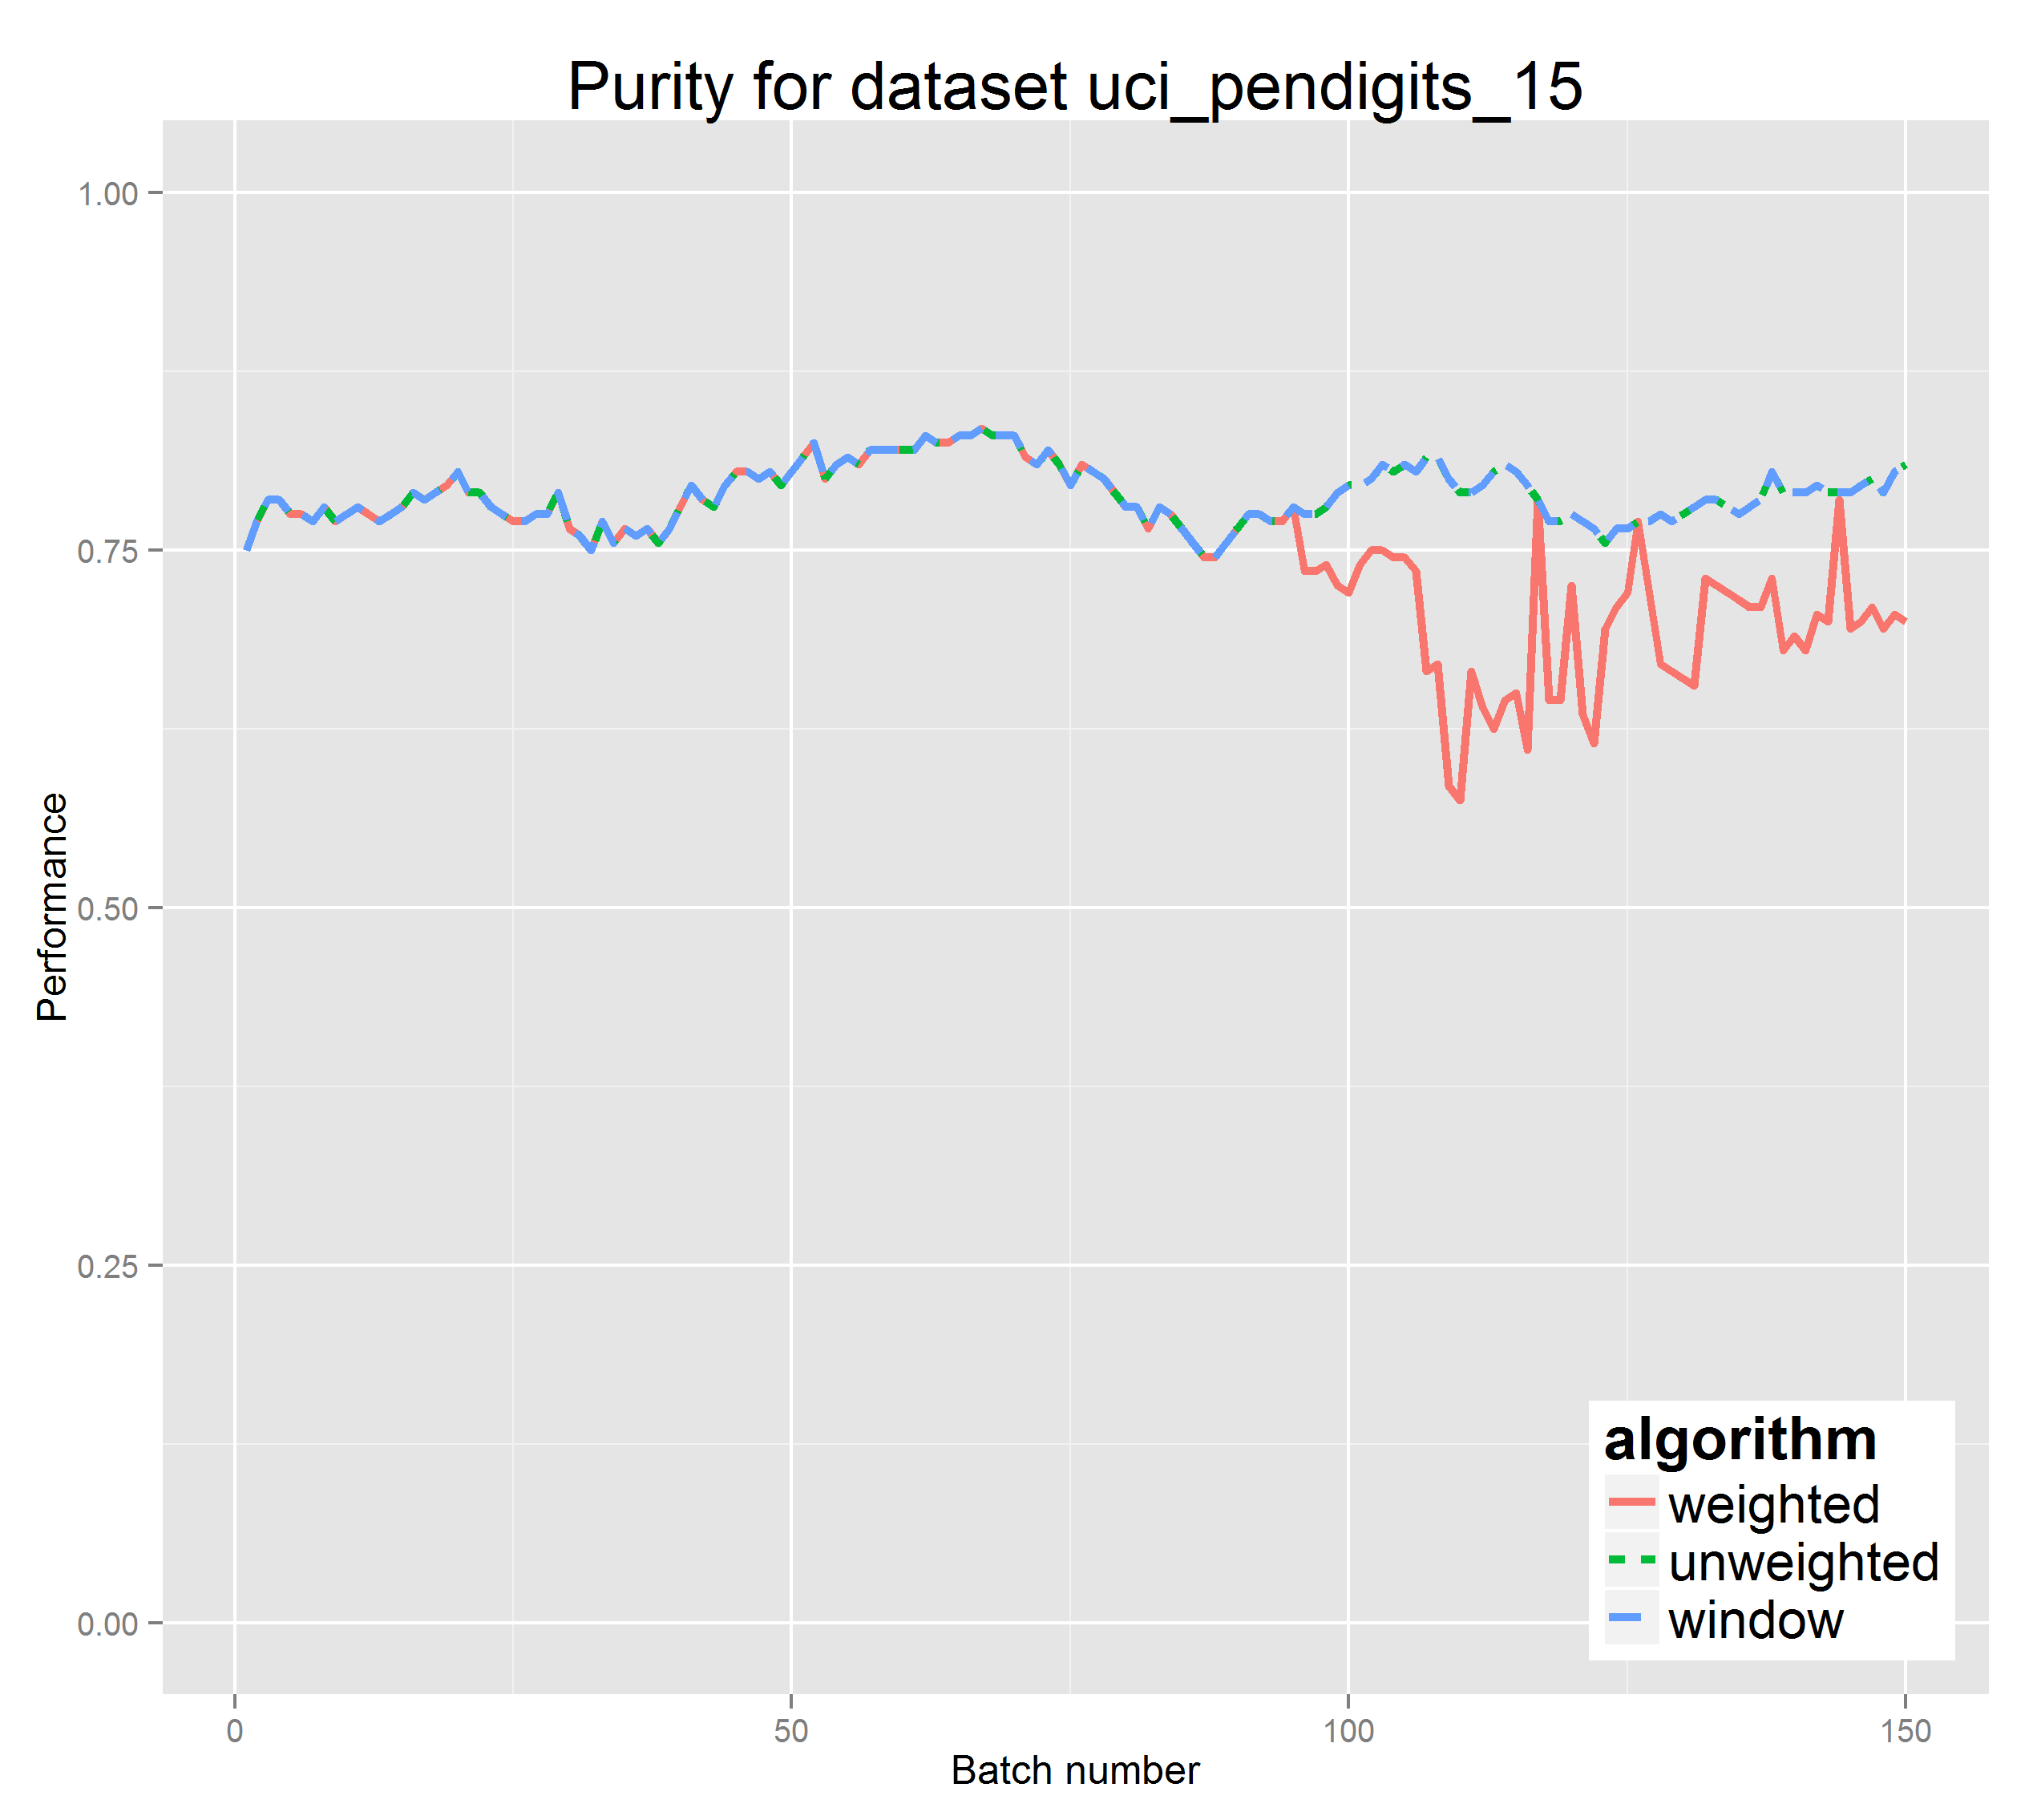 Purity for dataset uci_pendigits_15
1.00
0.75
0.50
0.25
0.00
Performance
0
50
100
150
Batch number
algorithm
weighted
unweighted
window